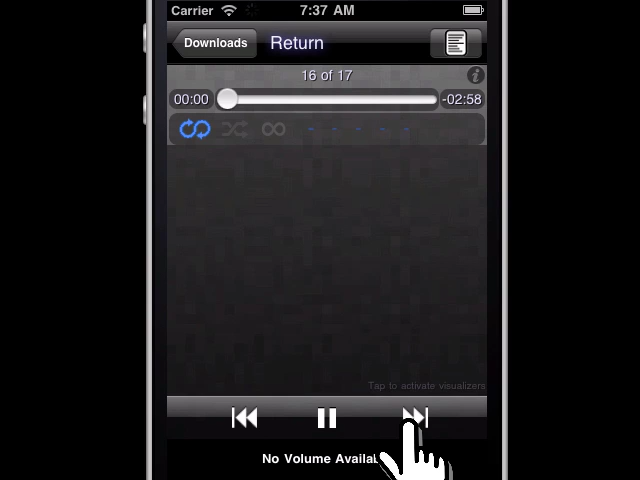 Carrier 7:37 AM
Downloads Return
16 of 17
00:00 -02:58
Tap to activate visualizers
No Volume Availab